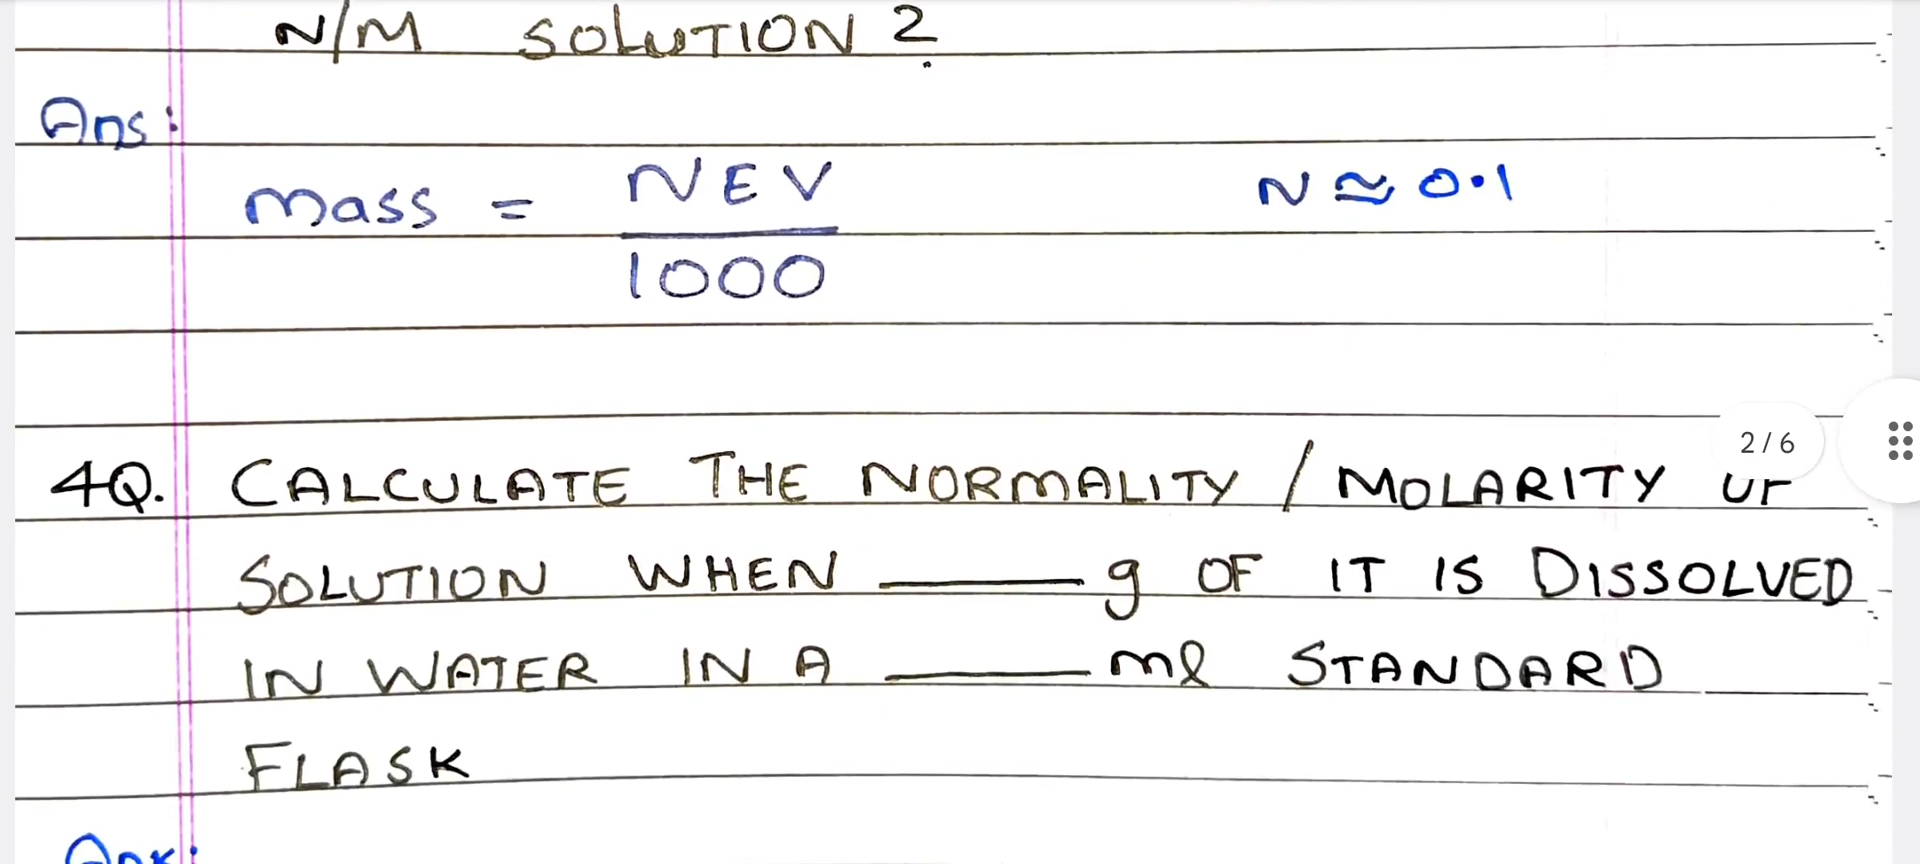 N/M SOLUTION?
Ans:
Mass = NEV N ≈ 0.1
1000
4Q. CALCULATE THE NORMALITY / MOLARITY
2/6
SOLUTION WHEN ____ g OF IT IS DISSOLVED
IN WATER IN A ____ ml STANDARD
FLASK